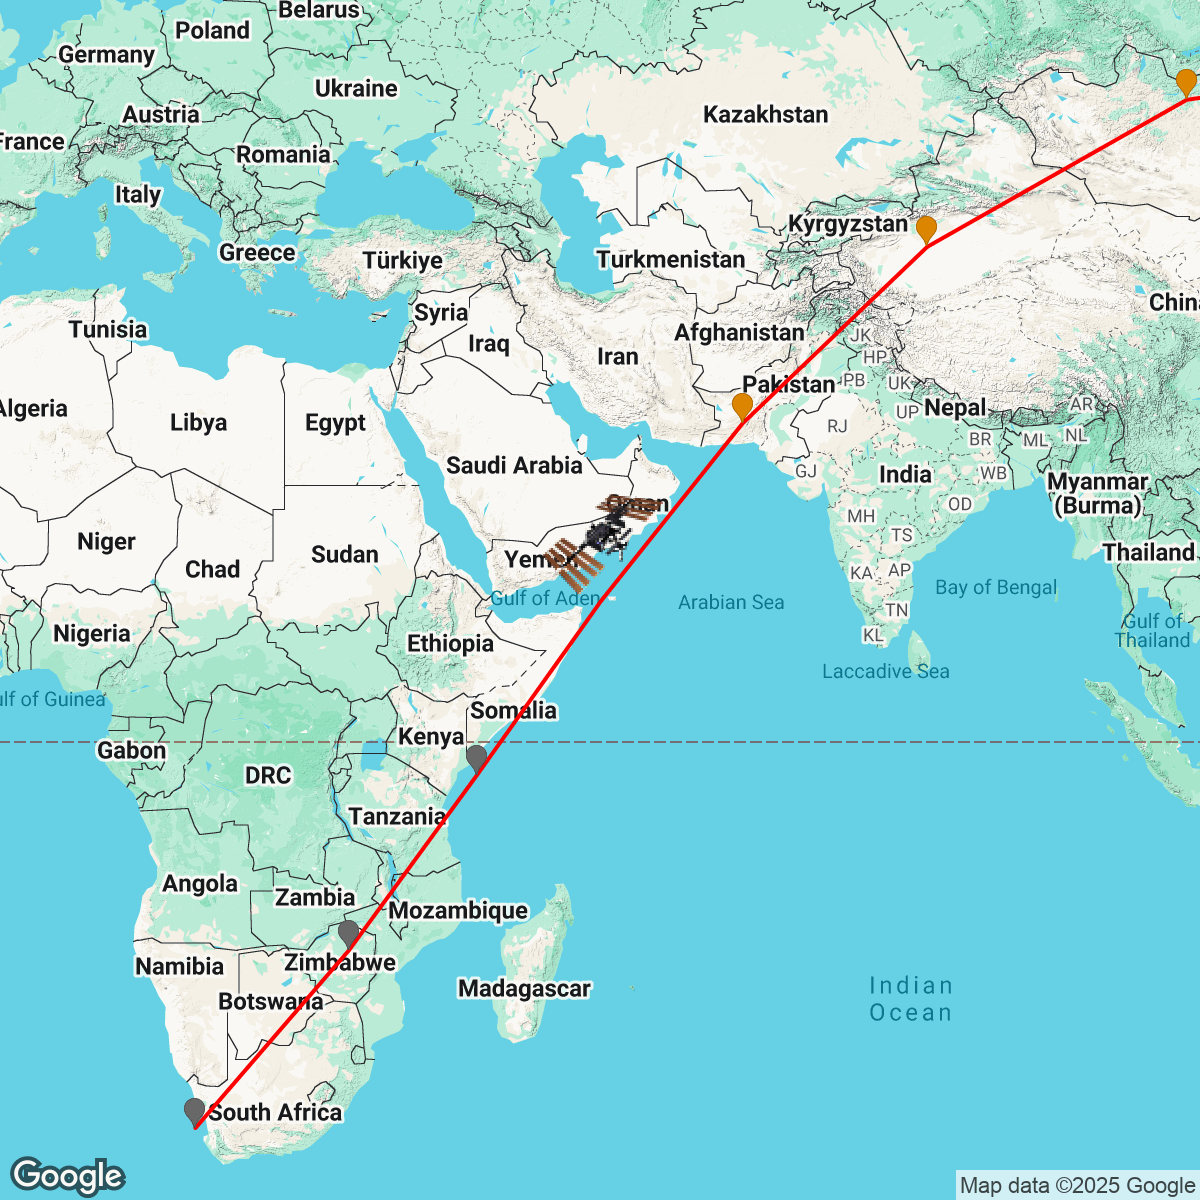 Belarus
Poland
Germany
Ukraine
Austria
Kazakhstan
France
Romania
Italy
Kyrgyzstan
Greece
Türkiye
Turkmenistan
Syria
Tunisia
Iraq
Afghanistan
Iran
JK
HP
Pakistan
PB
UK
Nepal
AR
UP
Libya
Egypt
RJ
BR
ML
NL
Saudi Arabia
GJ
India
WB
Myanmar
(Burma)
Oman
OD
MH
Niger
Sudan
TS
Thailand
Chad
Yemen
KA
AP
Bay of Bengal
Gulf of Aden
Arabian Sea
TN
Gulf of
Thailand
Nigeria
Ethiopia
KL
Laccadive Sea
lf of Guinea
Somalia
Kenya
Gabon
DRC
Tanzania
Angola
Zambia
Mozambique
Zimbabwe
Namibia
Madagascar
Indian
Ocean
Botswana
South Africa
Google
Map data ©2025 Google